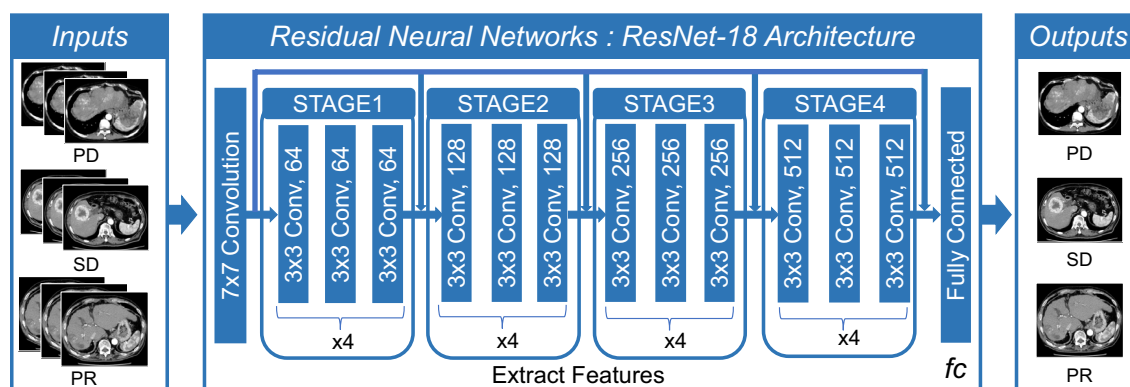 Inputs
PD
SD
PR
Residual Neural Networks : ResNet-18 Architecture
7x7 Convolution
STAGE1
3x3 Conv, 64
3x3 Conv, 64
3x3 Conv, 64
x4
STAGE2
3x3 Conv, 128
3x3 Conv, 128
3x3 Conv, 128
x4
STAGE3
3x3 Conv, 256
3x3 Conv, 256
3x3 Conv, 256
x4
STAGE4
3x3 Conv, 512
3x3 Conv, 512
3x3 Conv, 512
x4
Fully Connected
Extract Features
fc
Outputs
PD
SD
PR